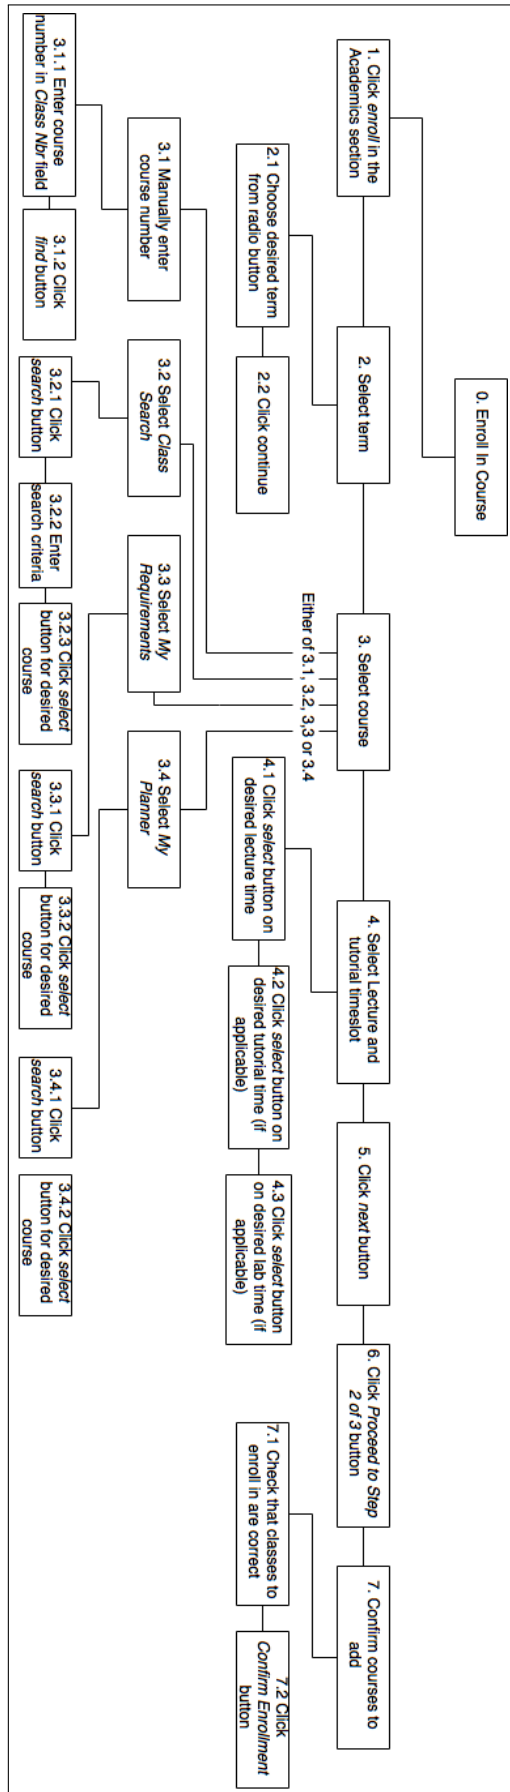 0. Enroll In Course
1. Click enroll in the
Academics section
2. Select term
3. Select course
4. Select Lecture and
tutorial timeslot
5. Click next button
6. Click Proceed to Step
2 of 3 button
7. Confirm courses to
add
Either of 3.1, 3.2, 3,3 or 3.4
2.1 Choose desired term
from radio button
2.2 Click continue
4.1 Click select button on
desired lecture time
4.2 Click select button on
desired tutorial time (if
applicable)
4.3 Click select button
on desired lab time (if
applicable)
7.1 Check that classes to
enroll in are correct
7.2 Click
Confirm Enrollment
button
3.1 Manually enter
course number
3.2 Select Class
Search
3.3 Select My
Requirements
3.4 Select My
Planner
3.1.1 Enter course
number in Class Nbr field
3.1.2 Click
find button
3.2.1 Click
search button
3.2.2 Enter
search criteria
3.2.3 Click select
button for desired
course
3.3.1 Click
search button
3.3.2 Click select
button for desired
course
3.4.1 Click
search button
3.4.2 Click select
button for desired
course